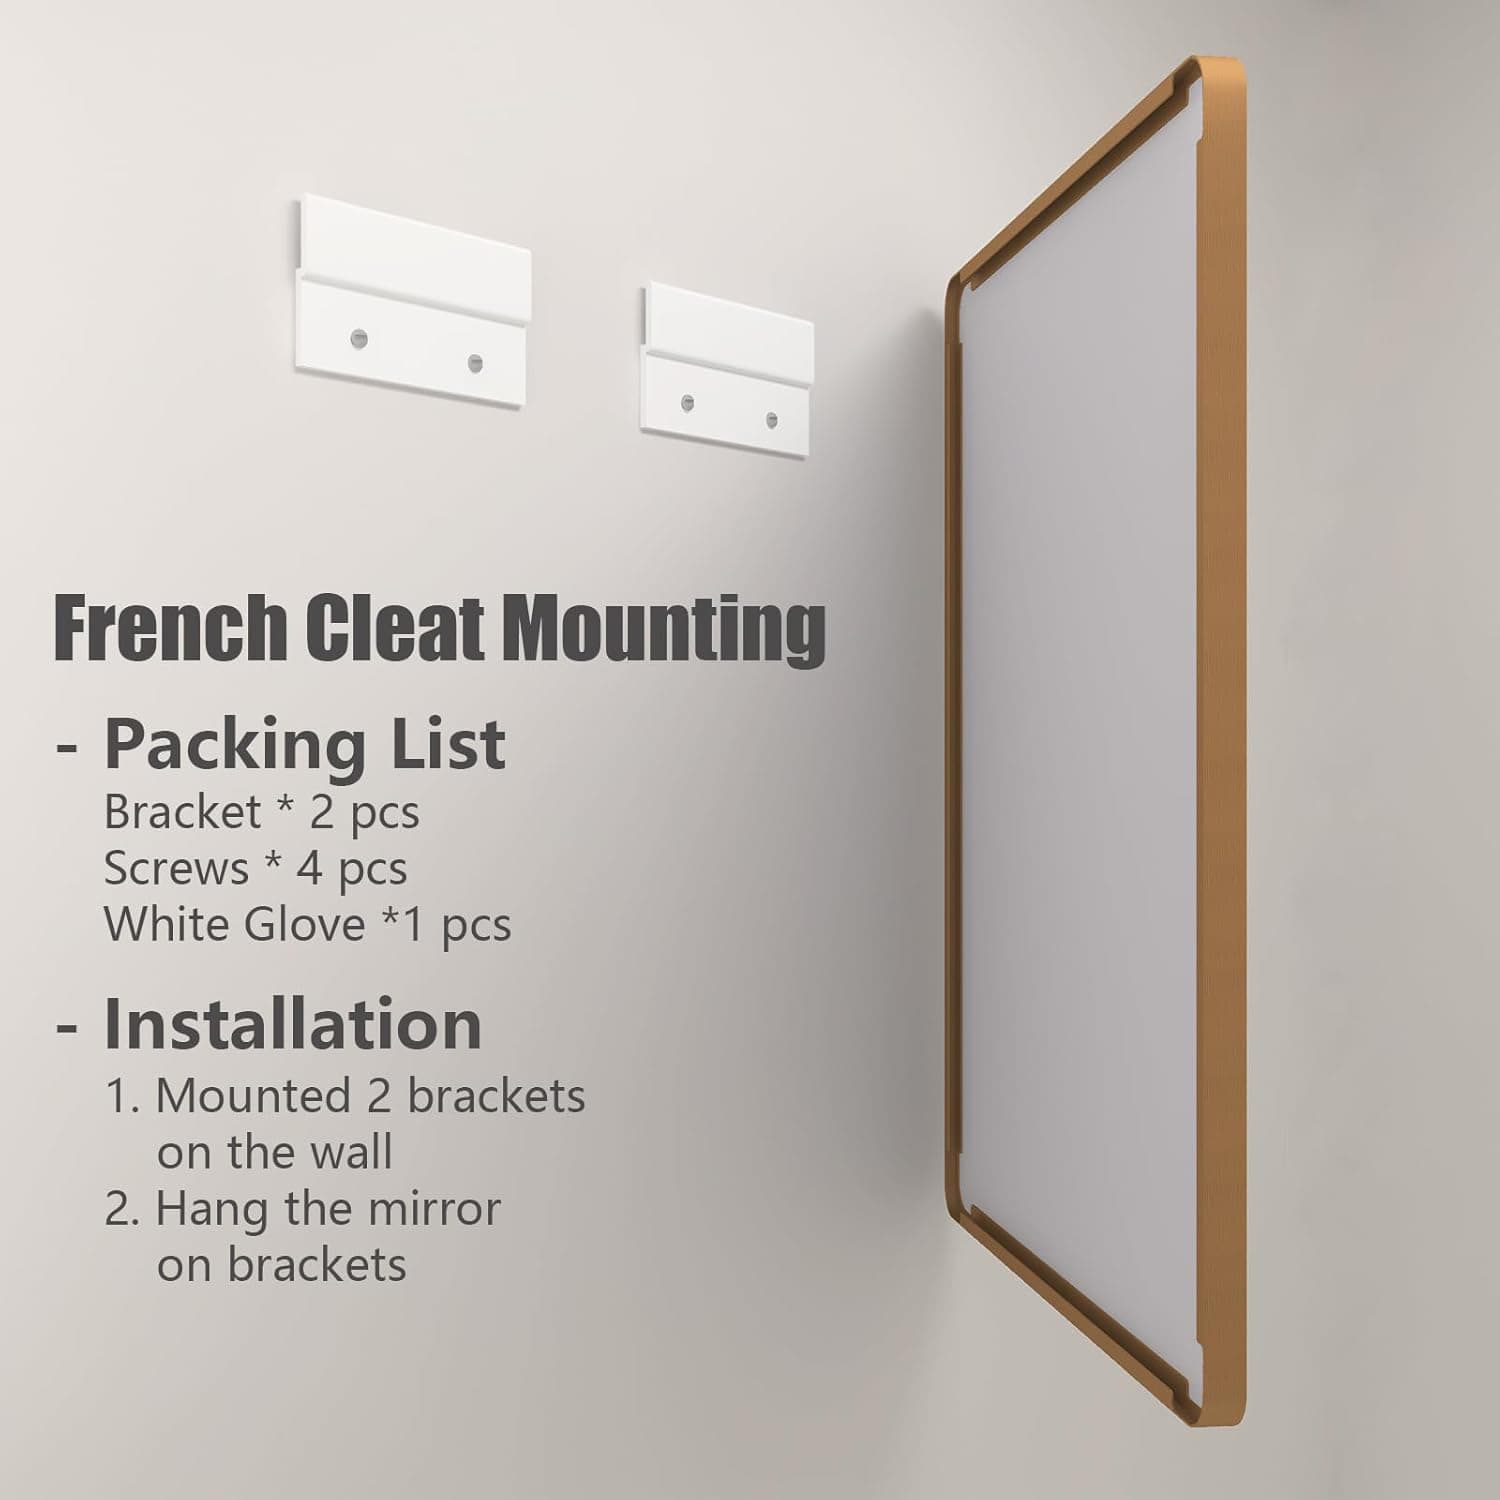 French Cleat Mounting
- Packing List
Bracket * 2 pcs
Screws * 4 pcs
White Glove *1 pcs
- Installation
1. Mounted 2 brackets
on the wall
2. Hang the mirror
on brackets